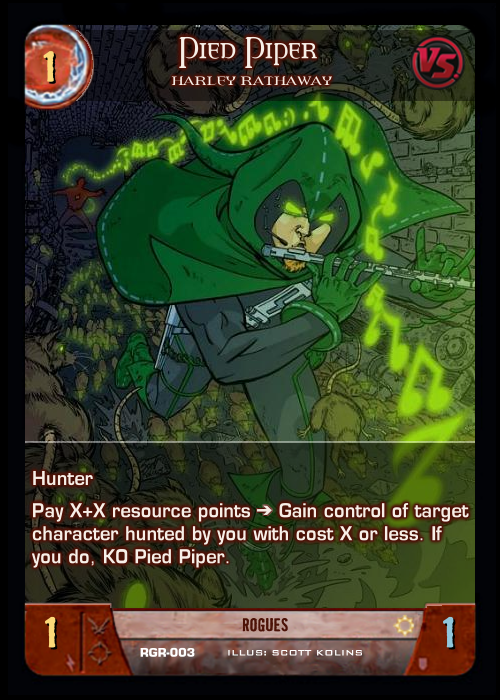 1
Pied Piper
VS
Harley Rathaway
Hunter
Pay X+X resource points ➔ Gain control of target
character hunted by you with cost X or less. If
you do, KO Pied Piper.
1
ROGUES
1
RGR-003 ILLUS: SCOTT KOLINS